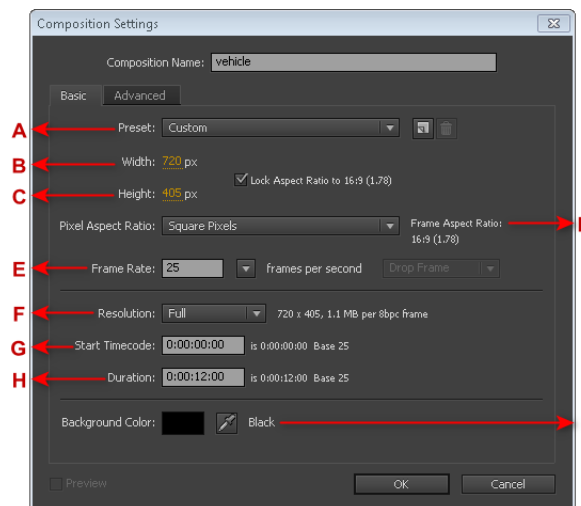 Composition Settings
Composition Name: vehicle
Basic Advanced
A Preset: Custom
B Width: 720 px
Lock Aspect Ratio to 16:9 (1.78)
C Height: 405 px
Pixel Aspect Ratio: Square Pixels Frame Aspect Ratio:
16:9 (1.78)
E Frame Rate: 25 frames per second Drop Frame
F Resolution: Full 720 x 405, 1.1 MB per 8bpc frame
G Start Timecode: 0:00:00:00 is 0:00:00:00 Base 25
H Duration: 0:00:12:00 is 0:00:12:00 Base 25
Background Color: Black
Preview OK Cancel